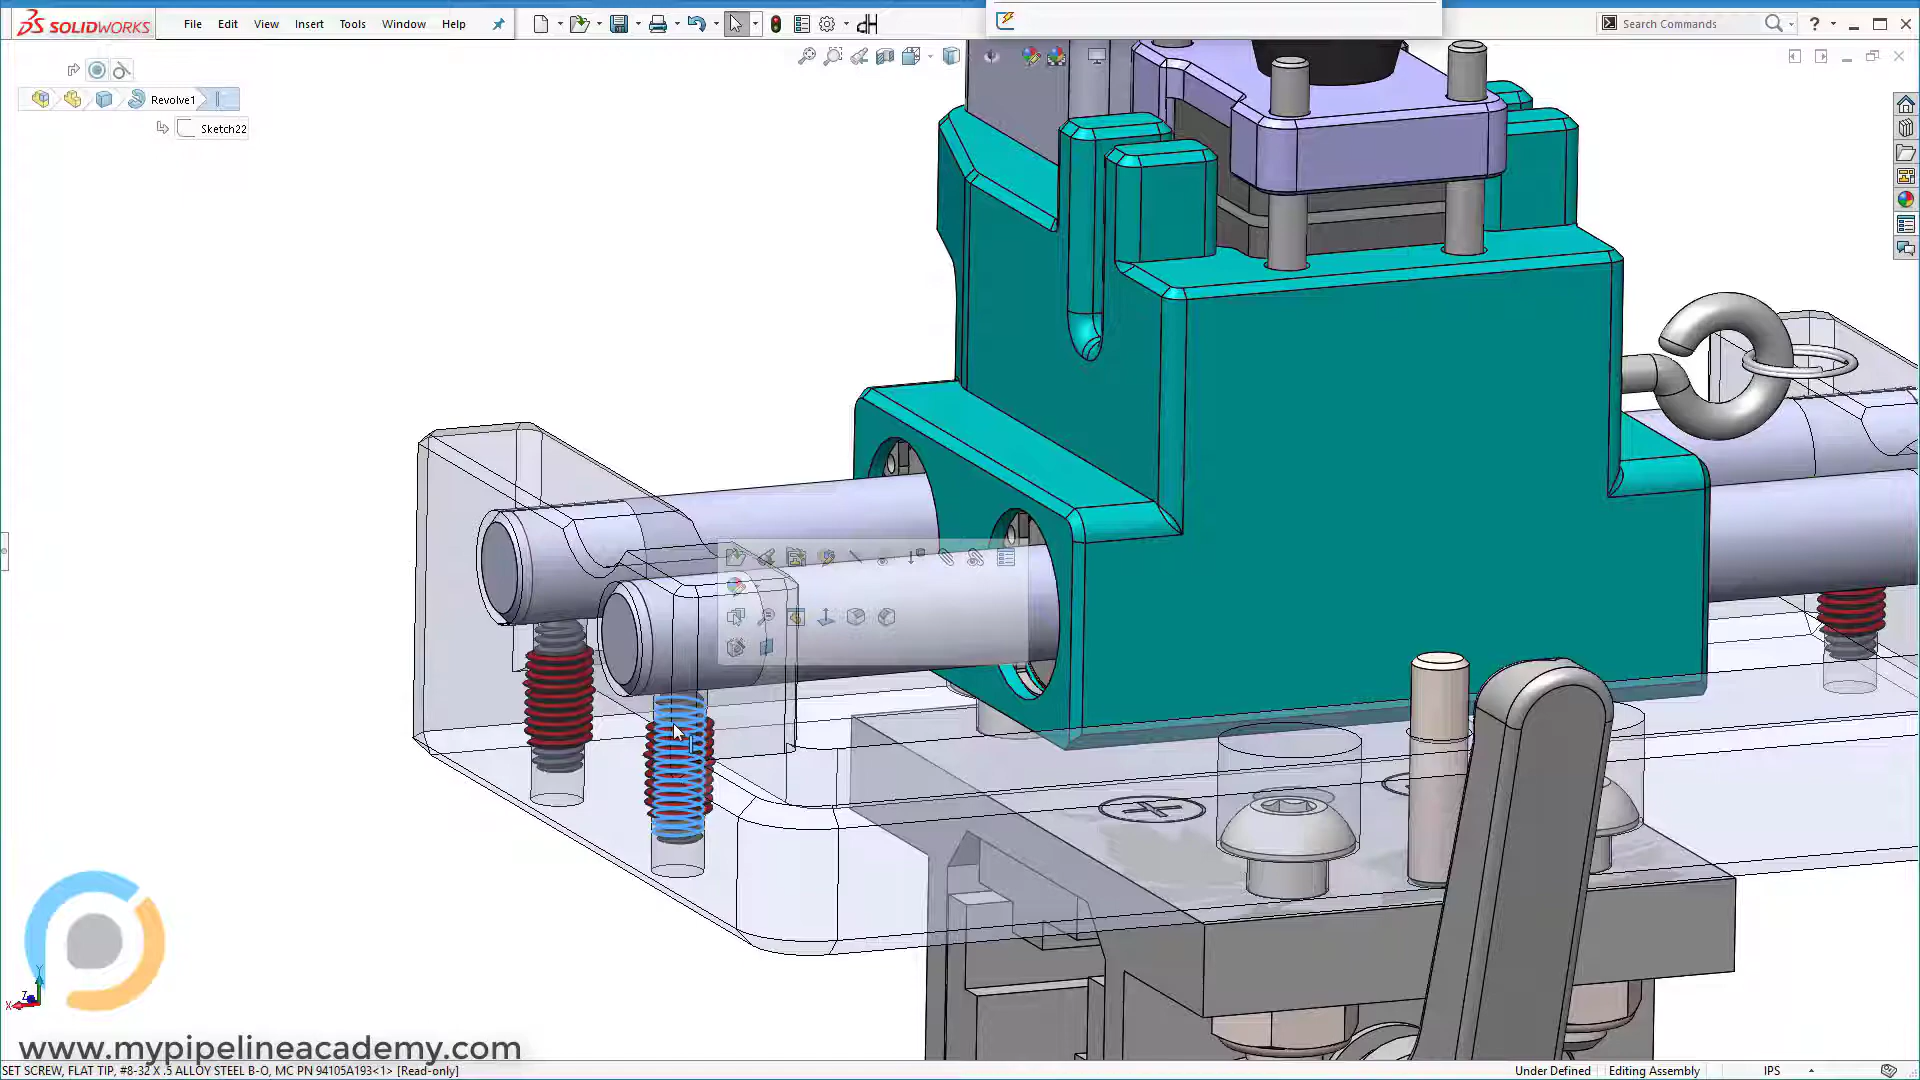 SOLIDWORKS File Edit View Insert Tools Window Help Search Commands ?
Revolve1
Sketch22
X Y Z
www.mypipelineacademy.com
SET SCREW, FLAT TIP, #8-32 X .5 ALLOY STEEL B-O, MC PN 94105A193<1> [Read-only] Under Defined Editing Assembly IPS